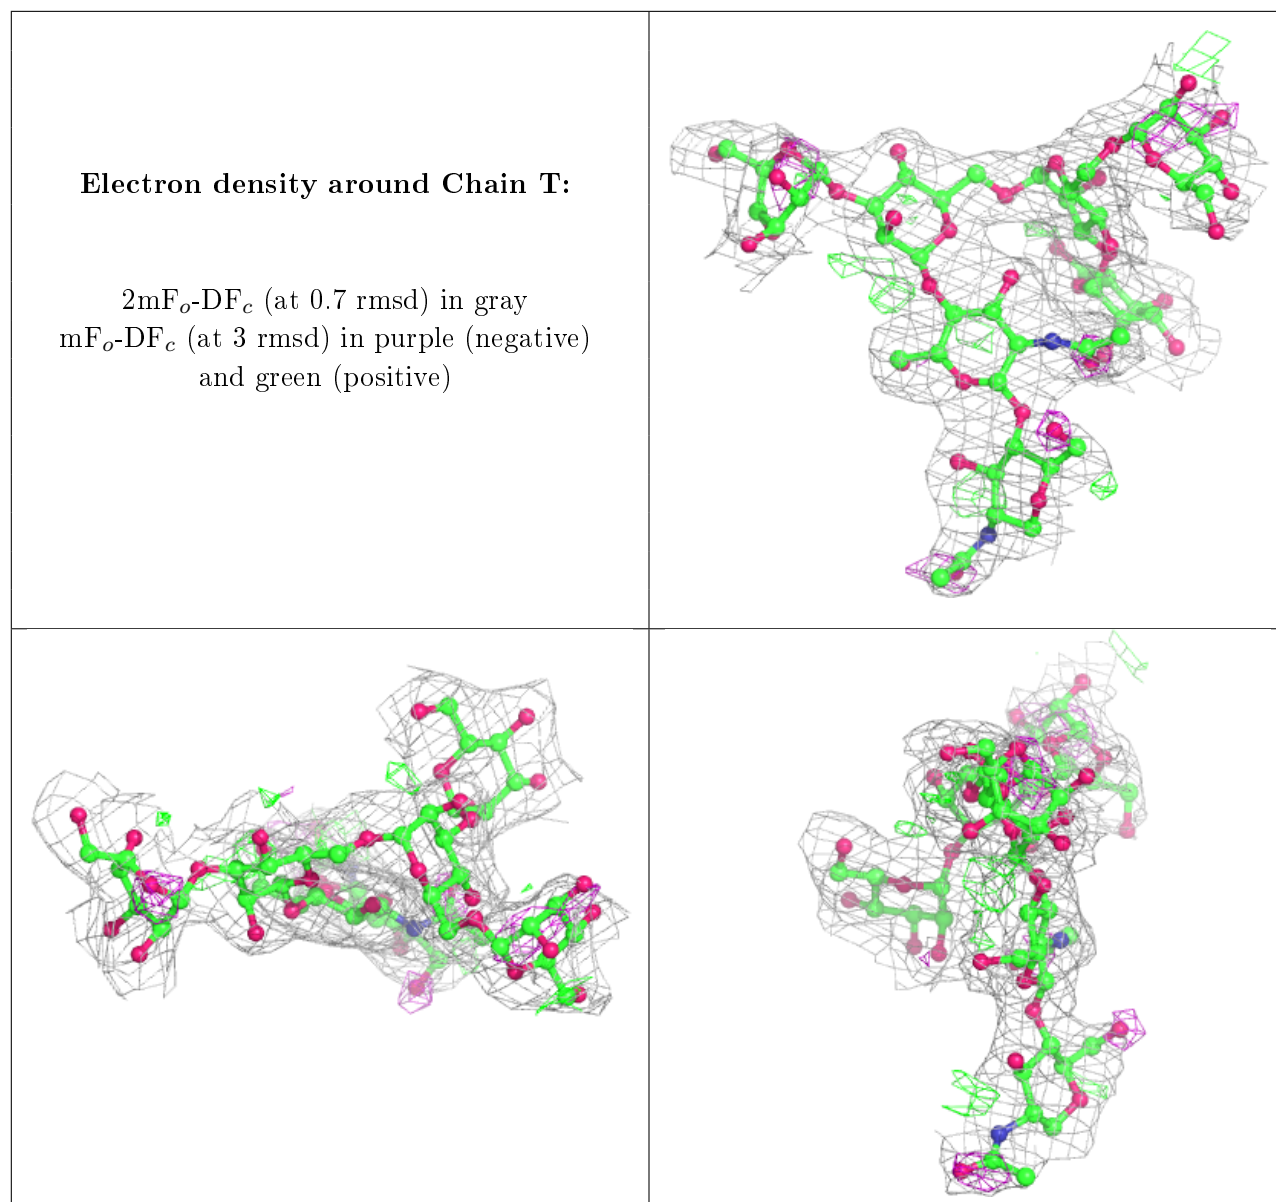 Electron density around Chain T:
2mFₒ-DF𝒸 (at 0.7 rmsd) in gray
mFₒ-DF𝒸 (at 3 rmsd) in purple (negative)
and green (positive)